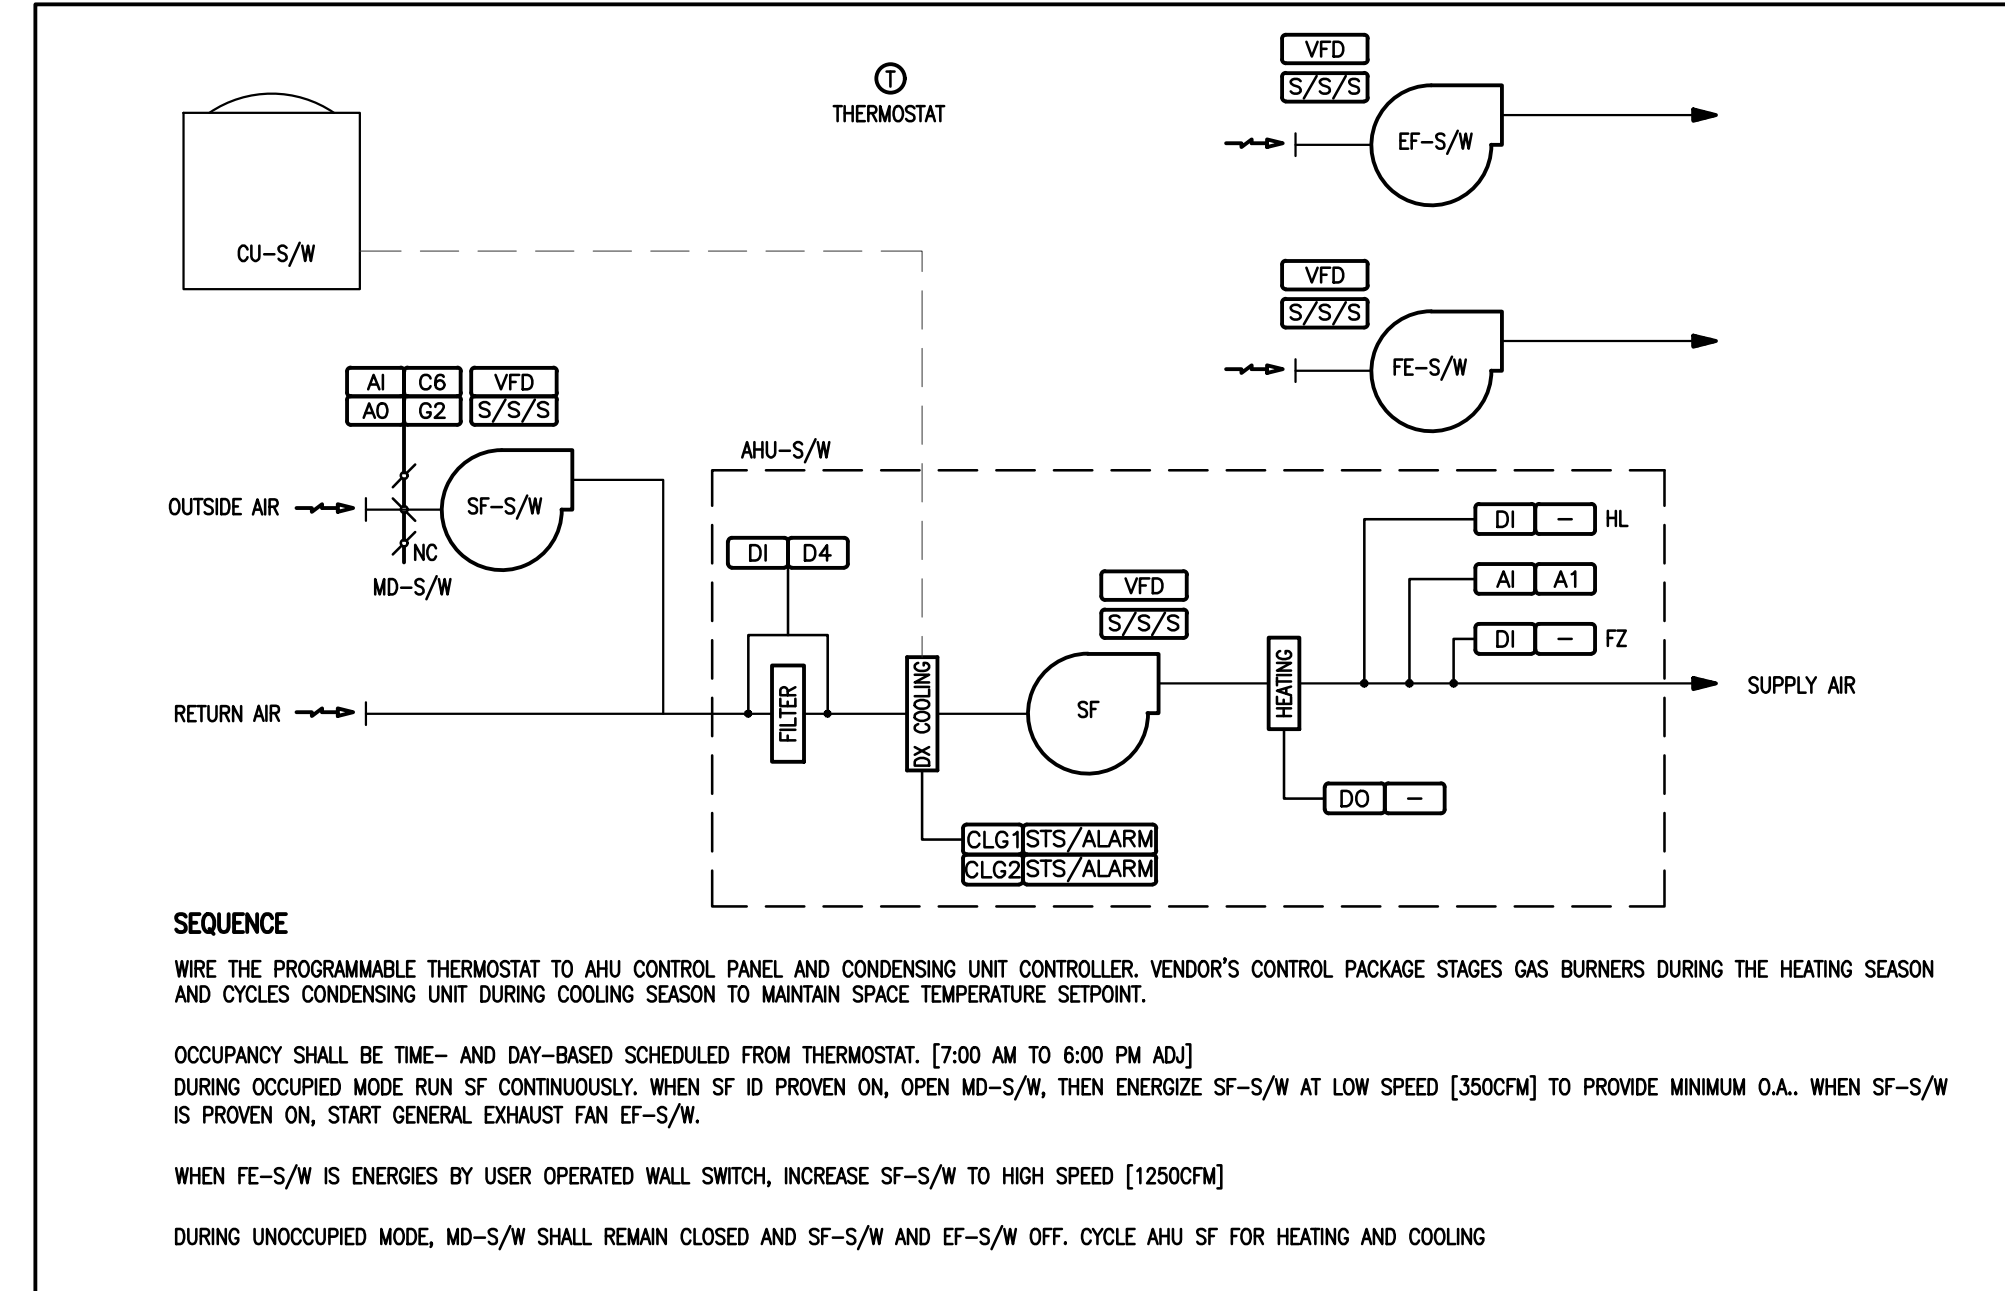 VFD
S/S/S
T
THERMOSTAT
EF-S/W
CU-S/W
VFD
S/S/S
FE-S/W
AI C6 VFD
AO G2 S/S/S
AHU-S/W
OUTSIDE AIR
SF-S/W
NC
MD-S/W
DI D4
VFD
S/S/S
DI - HL
AI A1
DI - FZ
RETURN AIR
FILTER
DX COOLING
SF
HEATING
SUPPLY AIR
DO -
CLG1 STS/ALARM
CLG2 STS/ALARM
SEQUENCE
WIRE THE PROGRAMMABLE THERMOSTAT TO AHU CONTROL PANEL AND CONDENSING UNIT CONTROLLER. VENDOR'S CONTROL PACKAGE STAGES GAS BURNERS DURING THE HEATING SEASON
AND CYCLES CONDENSING UNIT DURING COOLING SEASON TO MAINTAIN SPACE TEMPERATURE SETPOINT.
OCCUPANCY SHALL BE TIME- AND DAY-BASED SCHEDULED FROM THERMOSTAT. [7:00 AM TO 6:00 PM ADJ]
DURING OCCUPIED MODE RUN SF CONTINUOUSLY. WHEN SF ID PROVEN ON, OPEN MD-S/W, THEN ENERGIZE SF-S/W AT LOW SPEED [350CFM] TO PROVIDE MINIMUM O.A.. WHEN SF-S/W
IS PROVEN ON, START GENERAL EXHAUST FAN EF-S/W.
WHEN FE-S/W IS ENERGIES BY USER OPERATED WALL SWITCH, INCREASE SF-S/W TO HIGH SPEED [1250CFM]
DURING UNOCCUPIED MODE, MD-S/W SHALL REMAIN CLOSED AND SF-S/W AND EF-S/W OFF. CYCLE AHU SF FOR HEATING AND COOLING